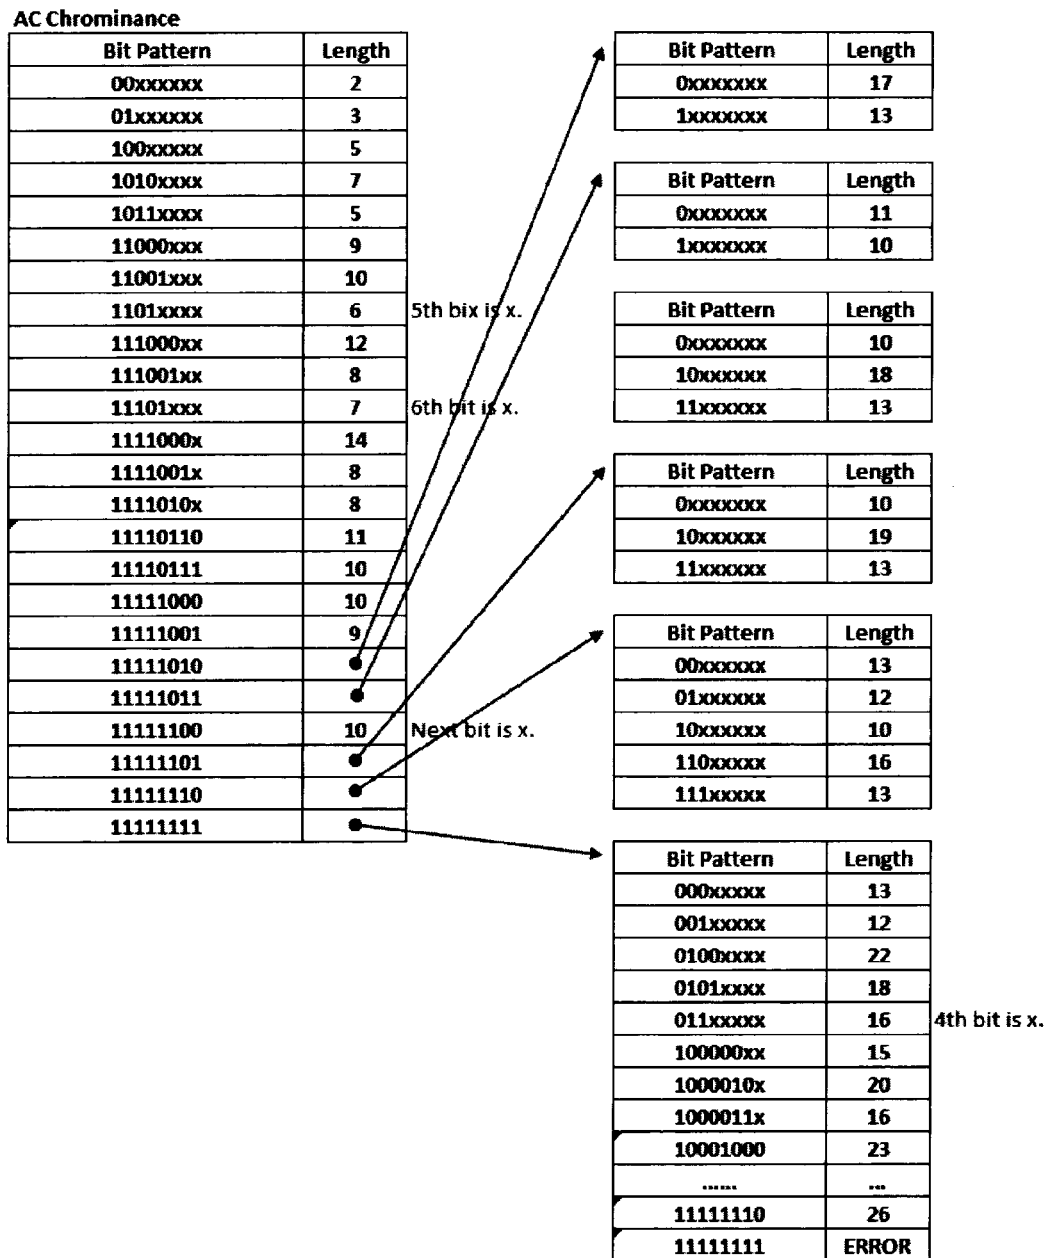 AC Chrominance
Bit Pattern Length
00xxxxxx 2
01xxxxxx 3
100xxxxx 5
1010xxxx 7
1011xxxx 5
11000xxx 9
11001xxx 10
1101xxxx 6 5th bix is x.
111000xx 12
111001xx 8
11101xxx 7 6th bit is x.
1111000x 14
1111001x 8
1111010x 8
11110110 11
11110111 10
11111000 10
11111001 9
11111010
11111011
11111100 10 Next bit is x.
11111101
11111110
11111111
Bit Pattern Length
0xxxxxxx 17
1xxxxxxx 13
Bit Pattern Length
0xxxxxxx 11
1xxxxxxx 10
Bit Pattern Length
0xxxxxxx 10
10xxxxxx 18
11xxxxxx 13
Bit Pattern Length
0xxxxxxx 10
10xxxxxx 19
11xxxxxx 13
Bit Pattern Length
00xxxxxx 13
01xxxxxx 12
10xxxxxx 10
110xxxxx 16
111xxxxx 13
Bit Pattern Length
000xxxxx 13
001xxxxx 12
0100xxxx 22
0101xxxx 18
011xxxxx 16 4th bit is x.
100000xx 15
1000010x 20
1000011x 16
10001000 23
...... ...
11111110 26
11111111 ERROR